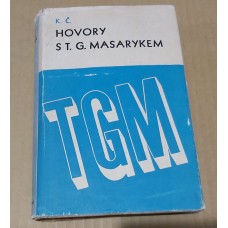 K. Č.
HOVORY
S T. G. MASARYKEM
TGM